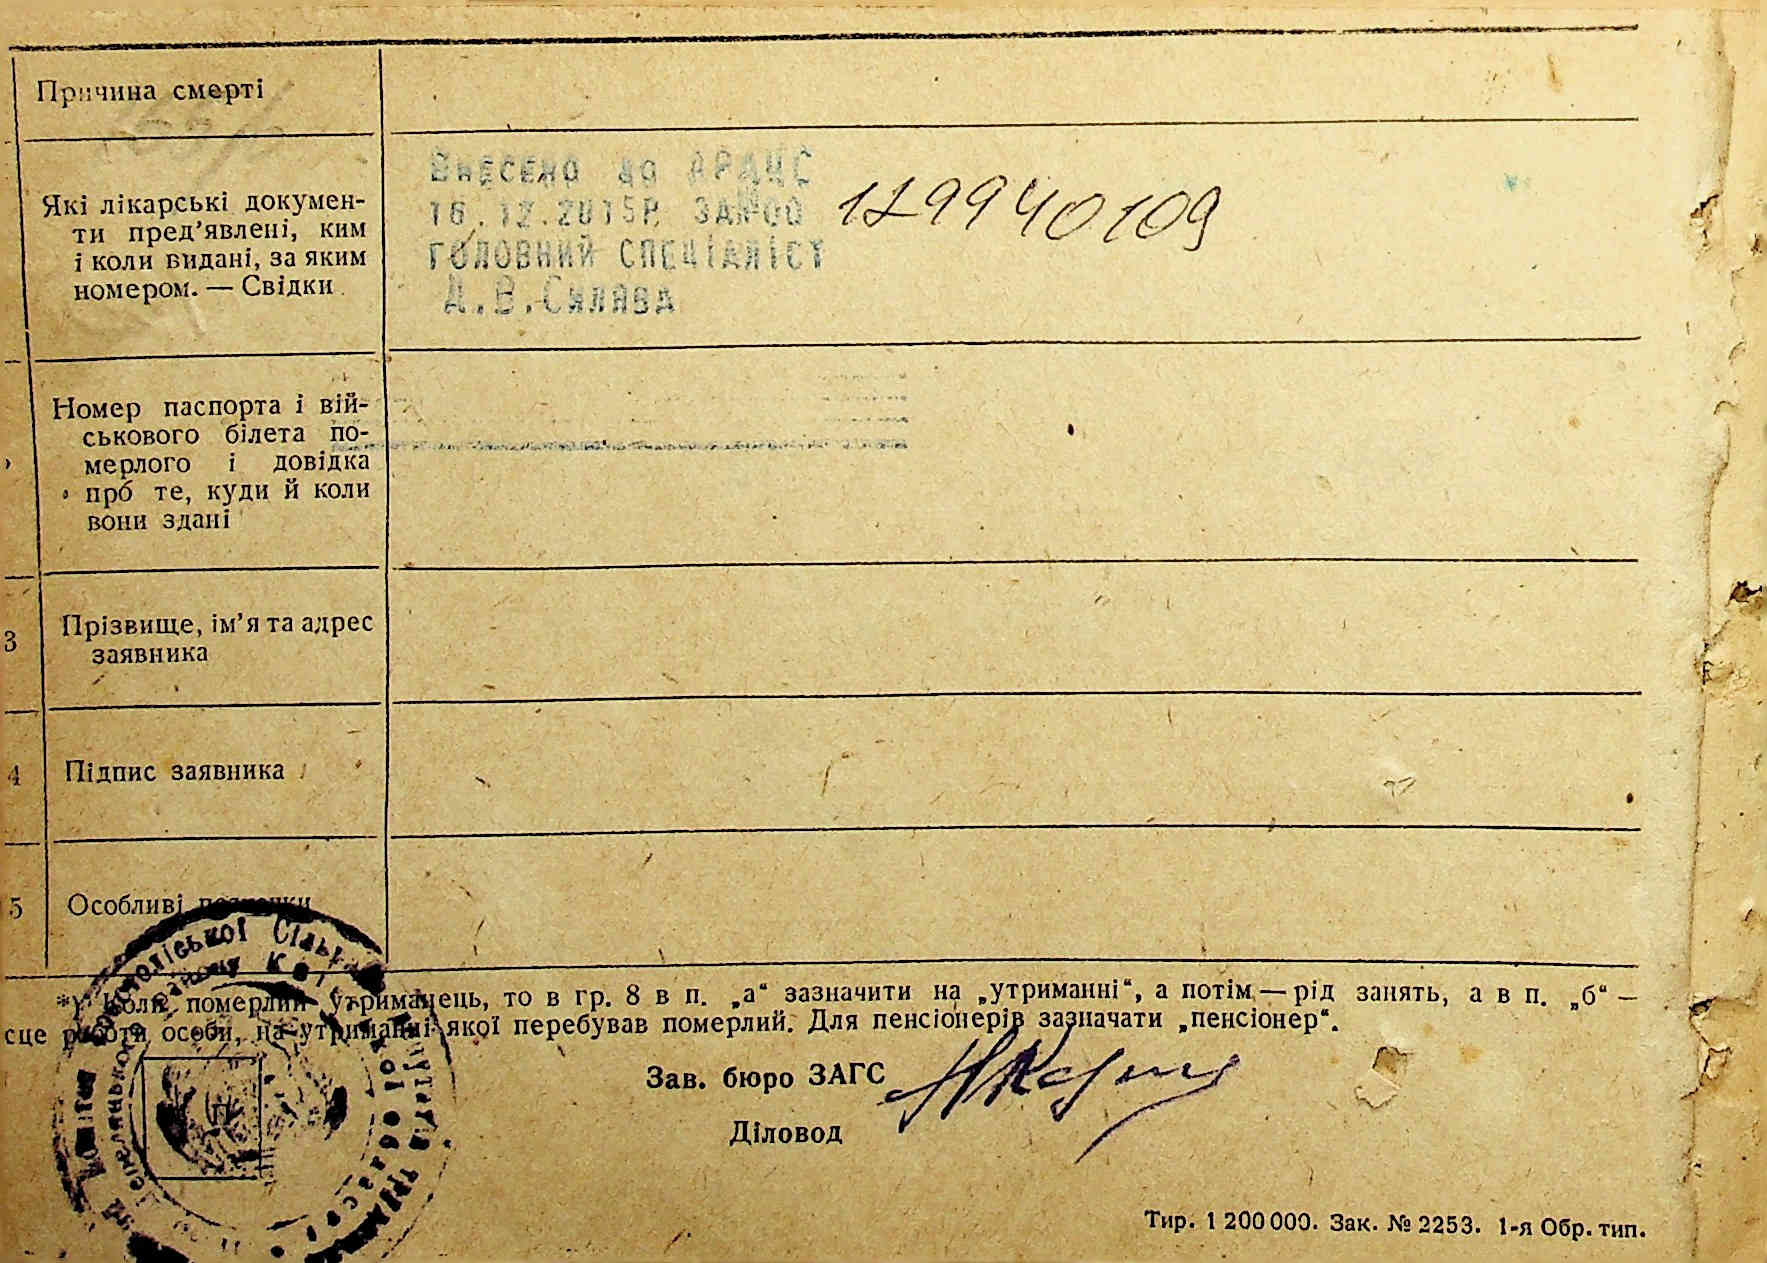 Причина смерті
Які лікарські докумен-
ти пред'явлені, ким
і коли видані, за яким
номером. — Свідки
Внесено до ДРАЦС
16.12.2015р. за №00
головний спеціаліст
129940109
Номер паспорта і вій-
ськового білета по-
мерлого і довідка
про те, куди й коли
вони здані
3
Прізвище, ім'я та адрес
заявника
4
Підпис заявника
5
Особливі
*) Коли померлий утриманець, то в гр. 8 в п. „а“ зазначити на „утриманні“, а потім — рід занять, а в п. „б“ —
сце роботи особи, на утриманні якої перебував померлий. Для пенсіонерів зазначати „пенсіонер“.
Зав. бюро ЗАГС
Діловод
Тир. 1 200 000. Зак. № 2253. 1-я Обр. тип.